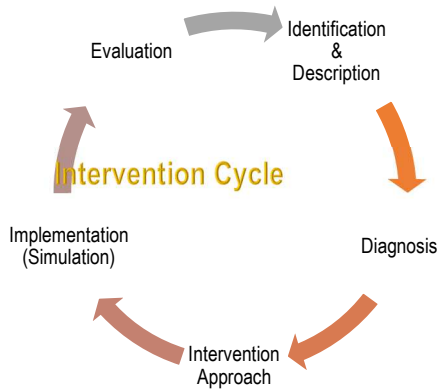 Identification
&
Description
Evaluation
Intervention Cycle
Implementation
(Simulation)
Diagnosis
Intervention
Approach